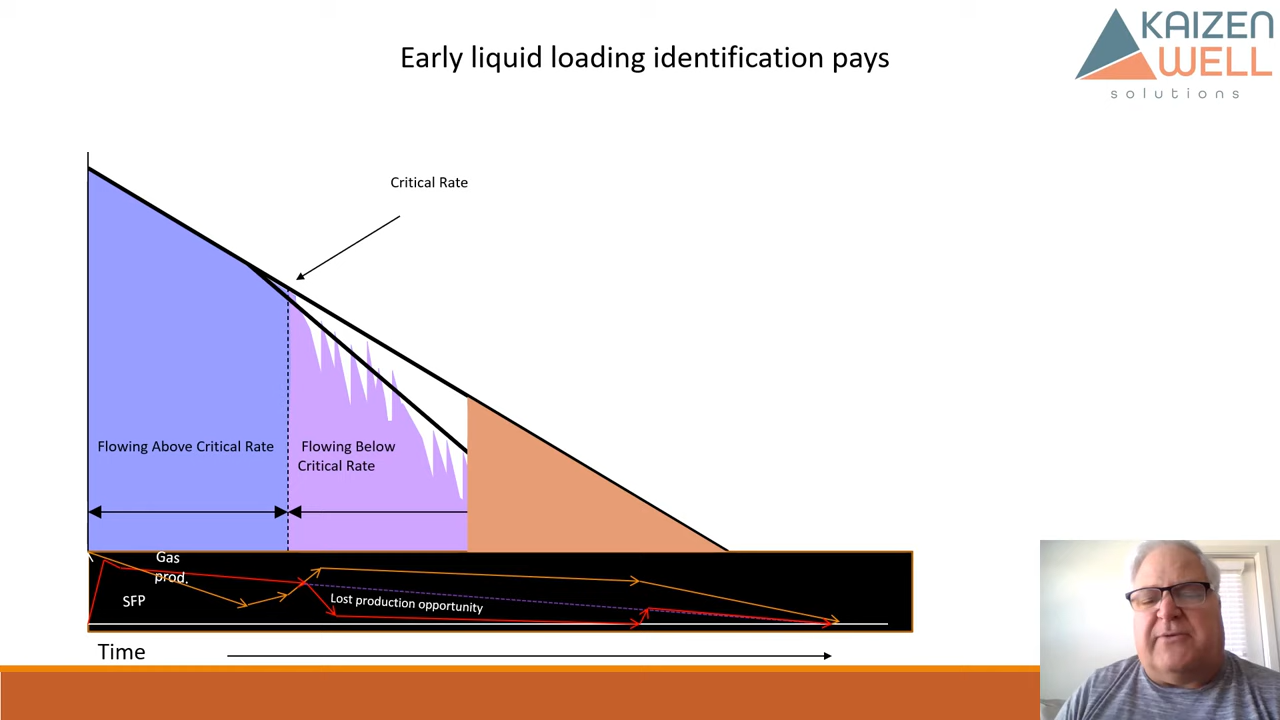 Early liquid loading identification pays
KAIZEN
WELL
solutions
Critical Rate
Flowing Above Critical Rate
Flowing Below
Critical Rate
Gas
prod.
SFP
Lost production opportunity
Time